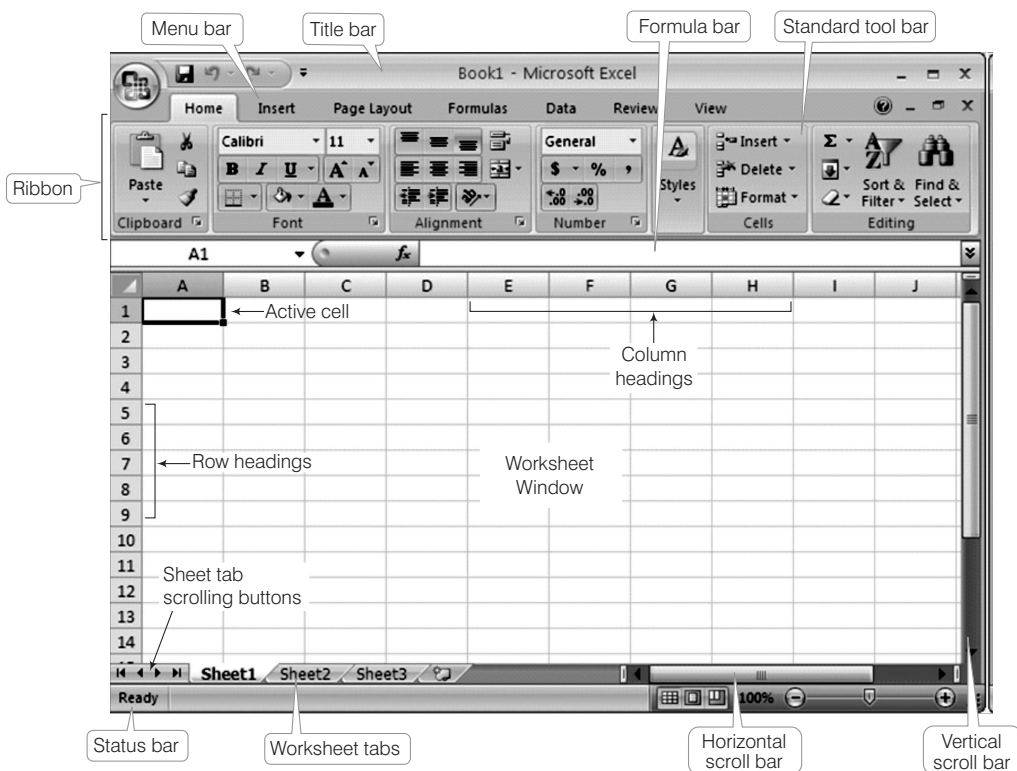 Menu bar
Title bar
Formula bar
Standard tool bar
Book1 - Microsoft Excel
Home Insert Page Layout Formulas Data Review View
Ribbon
Paste
Clipboard
Calibri 11
B I U A A
A
Font
Alignment
General
$ % ,
.0 .00
.00 .0
Number
Styles
Insert
Delete
Format
Cells
Σ
Sort & Filter
Find & Select
Editing
A1
fx
A B C D E F G H I J
1
Active cell
2
3
Column
headings
4
5
6
7
Row headings
Worksheet
Window
8
9
10
11
Sheet tab
scrolling buttons
12
13
14
Sheet1 Sheet2 Sheet3
Ready
100%
Status bar
Worksheet tabs
Horizontal
scroll bar
Vertical
scroll bar